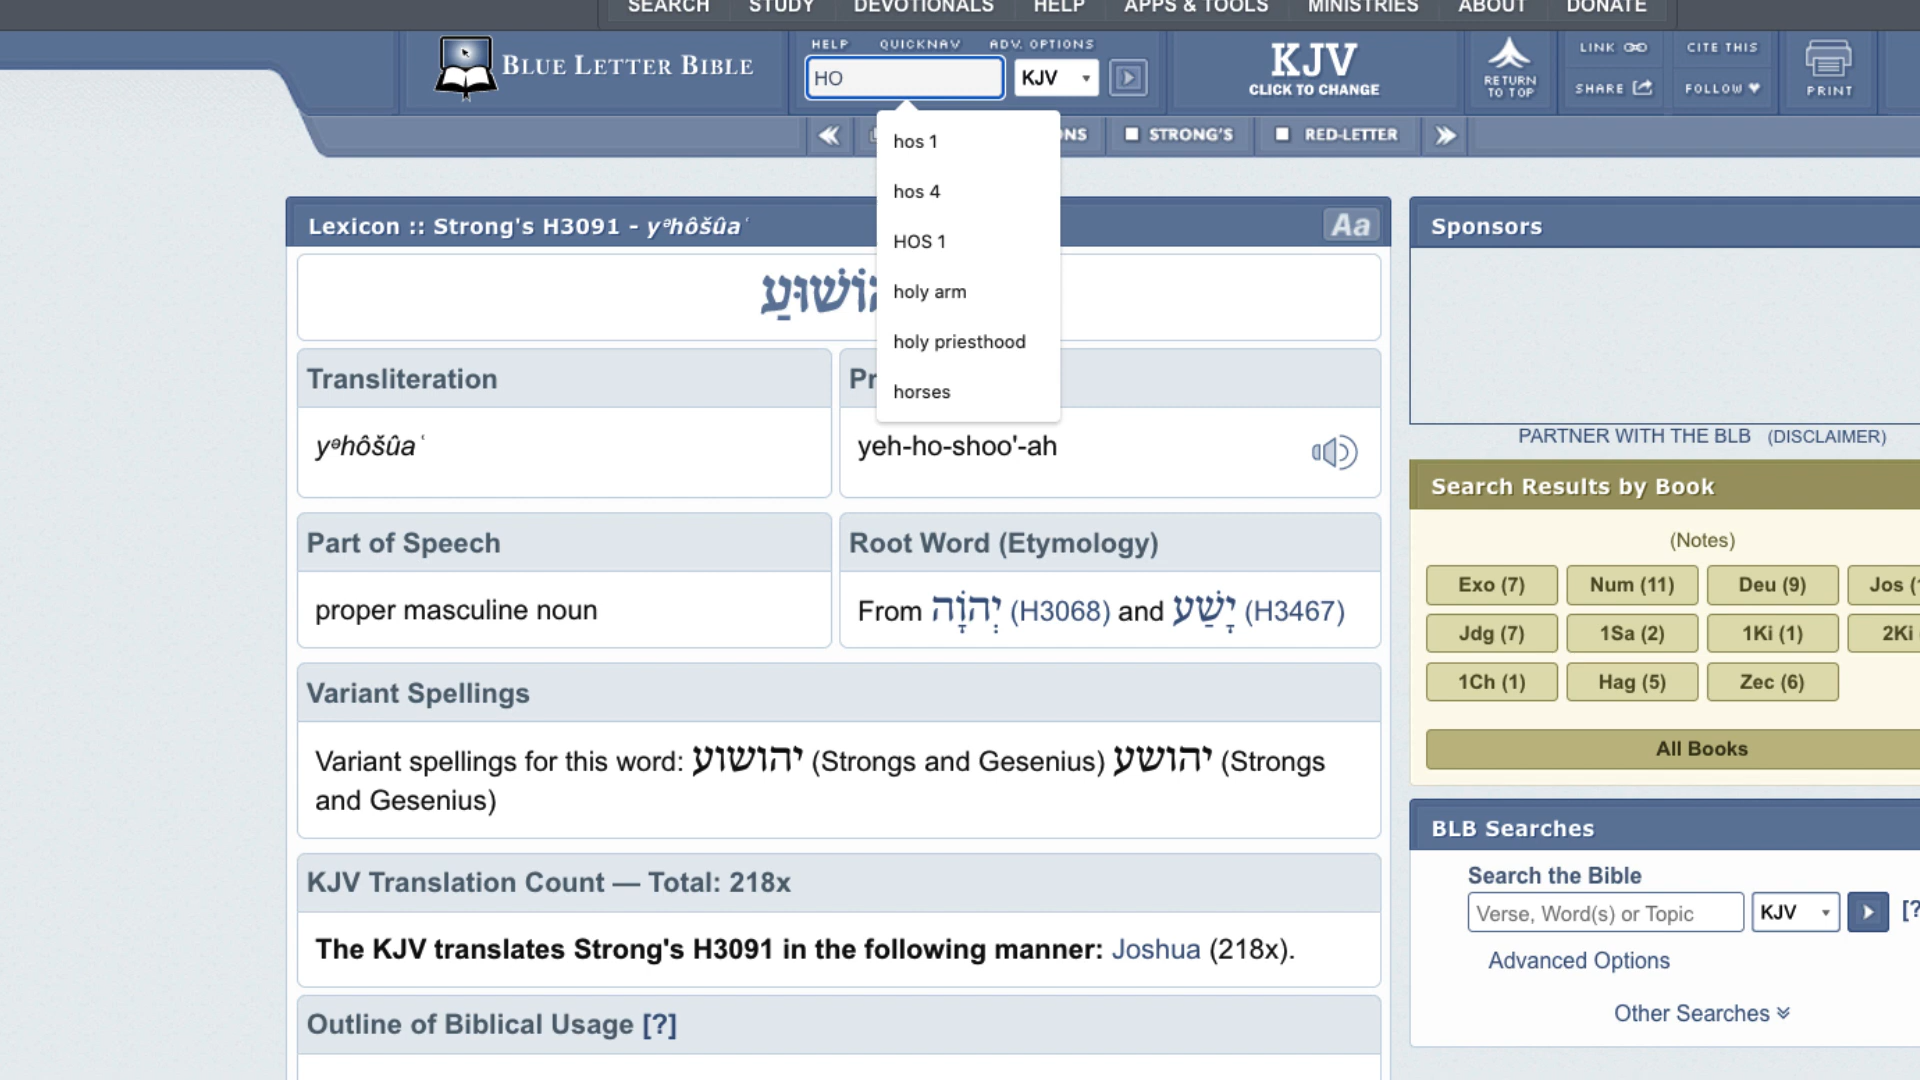 SEARCH STUDY DEVOTIONALS HELP APPS & TOOLS MINISTRIES ABOUT DONATE
BLUE LETTER BIBLE
HELP QUICKNAV ADV. OPTIONS
HO
KJV
KJV
CLICK TO CHANGE
RETURN
TO TOP
LINK
CITE THIS
SHARE
FOLLOW
PRINT
STRONG'S
RED-LETTER
hos 1
hos 4
HOS 1
holy arm
holy priesthood
horses
Lexicon :: Strong's H3091 - yᵊhôšûaʿ
Aa
Transliteration
yᵊhôšûaʿ
yeh-ho-shoo'-ah
Part of Speech
proper masculine noun
Root Word (Etymology)
From יְהֹוָה (H3068) and יָשַׁע (H3467)
Variant Spellings
Variant spellings for this word: יהושוע (Strongs and Gesenius) יהושע (Strongs
and Gesenius)
KJV Translation Count — Total: 218x
The KJV translates Strong's H3091 in the following manner: Joshua (218x).
Outline of Biblical Usage [?]
Sponsors
PARTNER WITH THE BLB (DISCLAIMER)
Search Results by Book
(Notes)
Exo (7) Num (11) Deu (9) Jos
Jdg (7) 1Sa (2) 1Ki (1) 2Ki
1Ch (1) Hag (5) Zec (6)
All Books
BLB Searches
Search the Bible
Verse, Word(s) or Topic KJV [?
Advanced Options
Other Searches